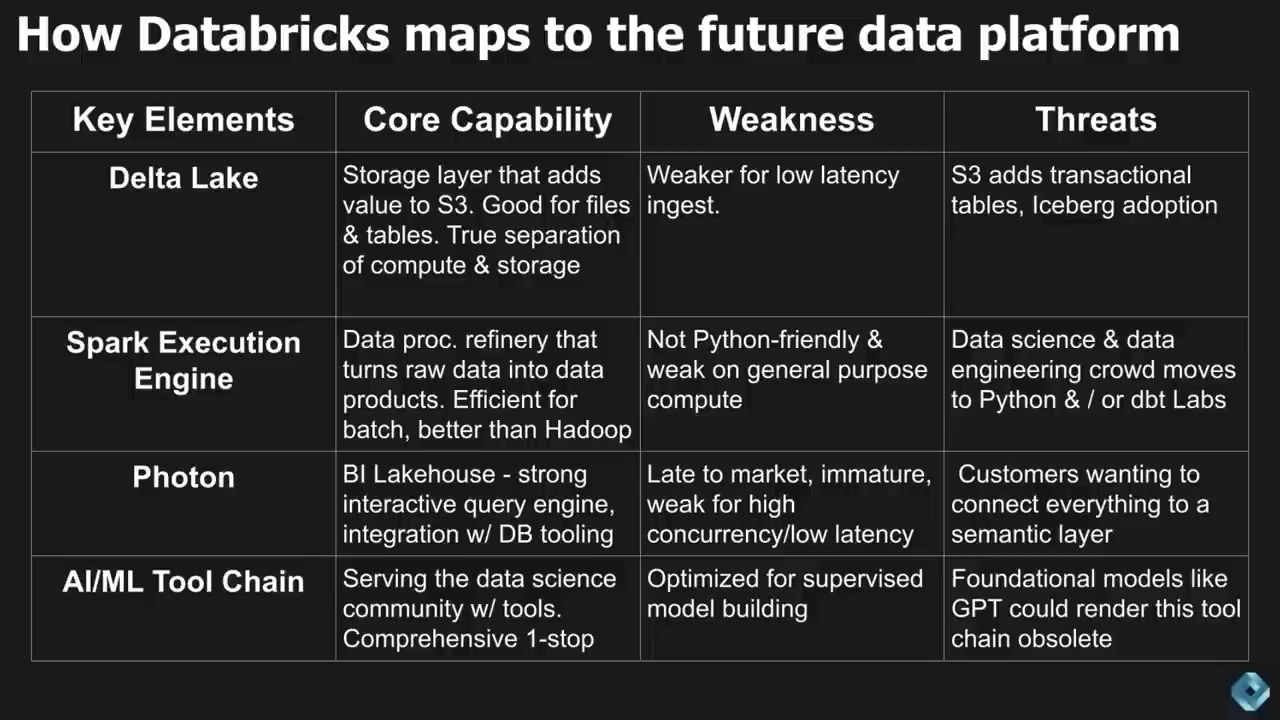 How Databricks maps to the future data platform
Key Elements
Core Capability
Weakness
Threats
Delta Lake
Storage layer that adds
value to S3. Good for files
& tables. True separation
of compute & storage
Weaker for low latency
ingest.
S3 adds transactional
tables, Iceberg adoption
Spark Execution
Engine
Data proc. refinery that
turns raw data into data
products. Efficient for
batch, better than Hadoop
Not Python-friendly &
weak on general purpose
compute
Data science & data
engineering crowd moves
to Python & / or dbt Labs
Photon
BI Lakehouse - strong
interactive query engine,
integration w/ DB tooling
Late to market, immature,
weak for high
concurrency/low latency
Customers wanting to
connect everything to a
semantic layer
AI/ML Tool Chain
Serving the data science
community w/ tools.
Comprehensive 1-stop
Optimized for supervised
model building
Foundational models like
GPT could render this tool
chain obsolete